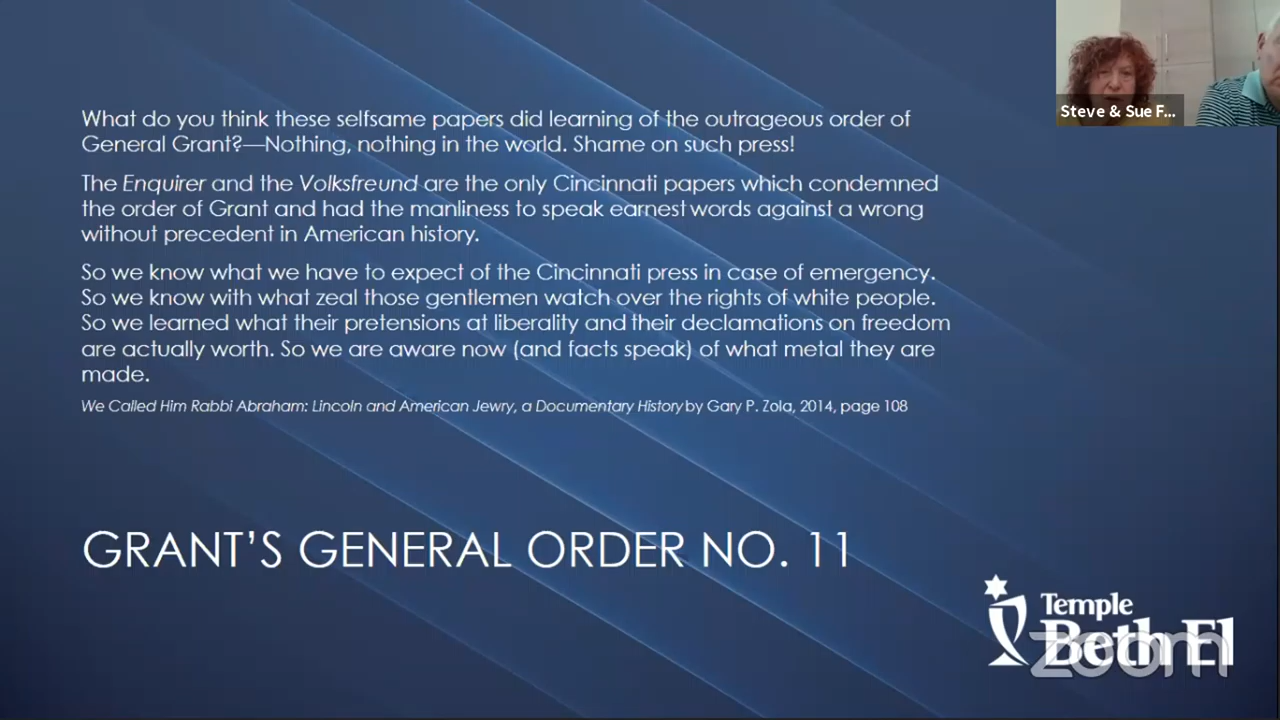 Steve & Sue F...
What do you think these selfsame papers did learning of the outrageous order of
General Grant?—Nothing, nothing in the world. Shame on such press!
The Enquirer and the Volksfreund are the only Cincinnati papers which condemned
the order of Grant and had the manliness to speak earnest words against a wrong
without precedent in American history.
So we know what we have to expect of the Cincinnati press in case of emergency.
So we know with what zeal those gentlemen watch over the rights of white people.
So we learned what their pretensions at liberality and their declamations on freedom
are actually worth. So we are aware now (and facts speak) of what metal they are
made.
We Called Him Rabbi Abraham: Lincoln and American Jewry, a Documentary History by Gary P. Zola, 2014, page 108
GRANT'S GENERAL ORDER NO. 11
Temple
Beth El
zoom